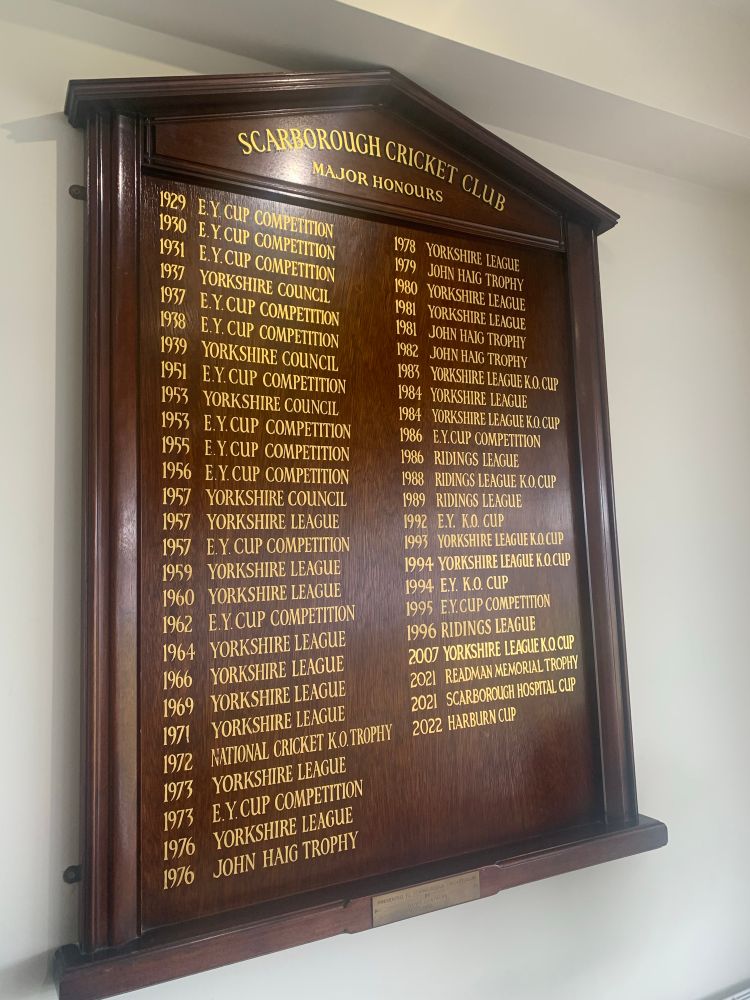 SCARBOROUGH CRICKET CLUB
MAJOR HONOURS
1929 E.Y. CUP COMPETITION
1930 E.Y. CUP COMPETITION
1931 E.Y. CUP COMPETITION
1937 YORKSHIRE COUNCIL
1937 E.Y. CUP COMPETITION
1938 E.Y. CUP COMPETITION
1939 YORKSHIRE COUNCIL
1951 E.Y. CUP COMPETITION
1953 YORKSHIRE COUNCIL
1953 E.Y. CUP COMPETITION
1955 E.Y. CUP COMPETITION
1956 E.Y. CUP COMPETITION
1957 YORKSHIRE COUNCIL
1957 YORKSHIRE LEAGUE
1957 E.Y. CUP COMPETITION
1959 YORKSHIRE LEAGUE
1960 YORKSHIRE LEAGUE
1962 E.Y. CUP COMPETITION
1964 YORKSHIRE LEAGUE
1966 YORKSHIRE LEAGUE
1969 YORKSHIRE LEAGUE
1971 YORKSHIRE LEAGUE
1972 NATIONAL CRICKET K.O. TROPHY
1973 YORKSHIRE LEAGUE
1973 E.Y. CUP COMPETITION
1976 YORKSHIRE LEAGUE
1976 JOHN HAIG TROPHY
1978 YORKSHIRE LEAGUE
1979 JOHN HAIG TROPHY
1980 YORKSHIRE LEAGUE
1981 YORKSHIRE LEAGUE
1981 JOHN HAIG TROPHY
1982 JOHN HAIG TROPHY
1983 YORKSHIRE LEAGUE K.O. CUP
1984 YORKSHIRE LEAGUE
1984 YORKSHIRE LEAGUE K.O. CUP
1986 E.Y. CUP COMPETITION
1986 RIDINGS LEAGUE
1988 RIDINGS LEAGUE K.O. CUP
1989 RIDINGS LEAGUE
1992 E.Y. K.O. CUP
1993 YORKSHIRE LEAGUE K.O. CUP
1994 YORKSHIRE LEAGUE K.O. CUP
1994 E.Y. K.O. CUP
1995 E.Y. CUP COMPETITION
1996 RIDINGS LEAGUE
2007 YORKSHIRE LEAGUE K.O. CUP
2021 READMAN MEMORIAL TROPHY
2021 SCARBOROUGH HOSPITAL CUP
2022 HARBURN CUP